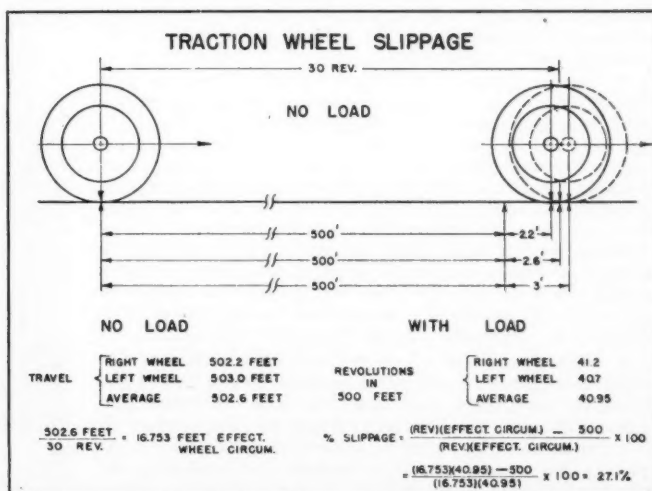 TRACTION WHEEL SLIPPAGE
30 REV.
NO LOAD
500' 2.2'
500' 2.6'
500' 3'
NO LOAD
TRAVEL
RIGHT WHEEL 502.2 FEET
LEFT WHEEL 503.0 FEET
AVERAGE 502.6 FEET
502.6 FEET / 30 REV. = 16.753 FEET EFFECT. WHEEL CIRCUM.
WITH LOAD
REVOLUTIONS IN 500 FEET
RIGHT WHEEL 41.2
LEFT WHEEL 40.7
AVERAGE 40.95
% SLIPPAGE = (REV)(EFFECT. CIRCUM.) – 500 / (REV)(EFFECT. CIRCUM.) X 100
= (16.753)(40.95) – 500 / (16.753)(40.95) X 100 = 27.1%